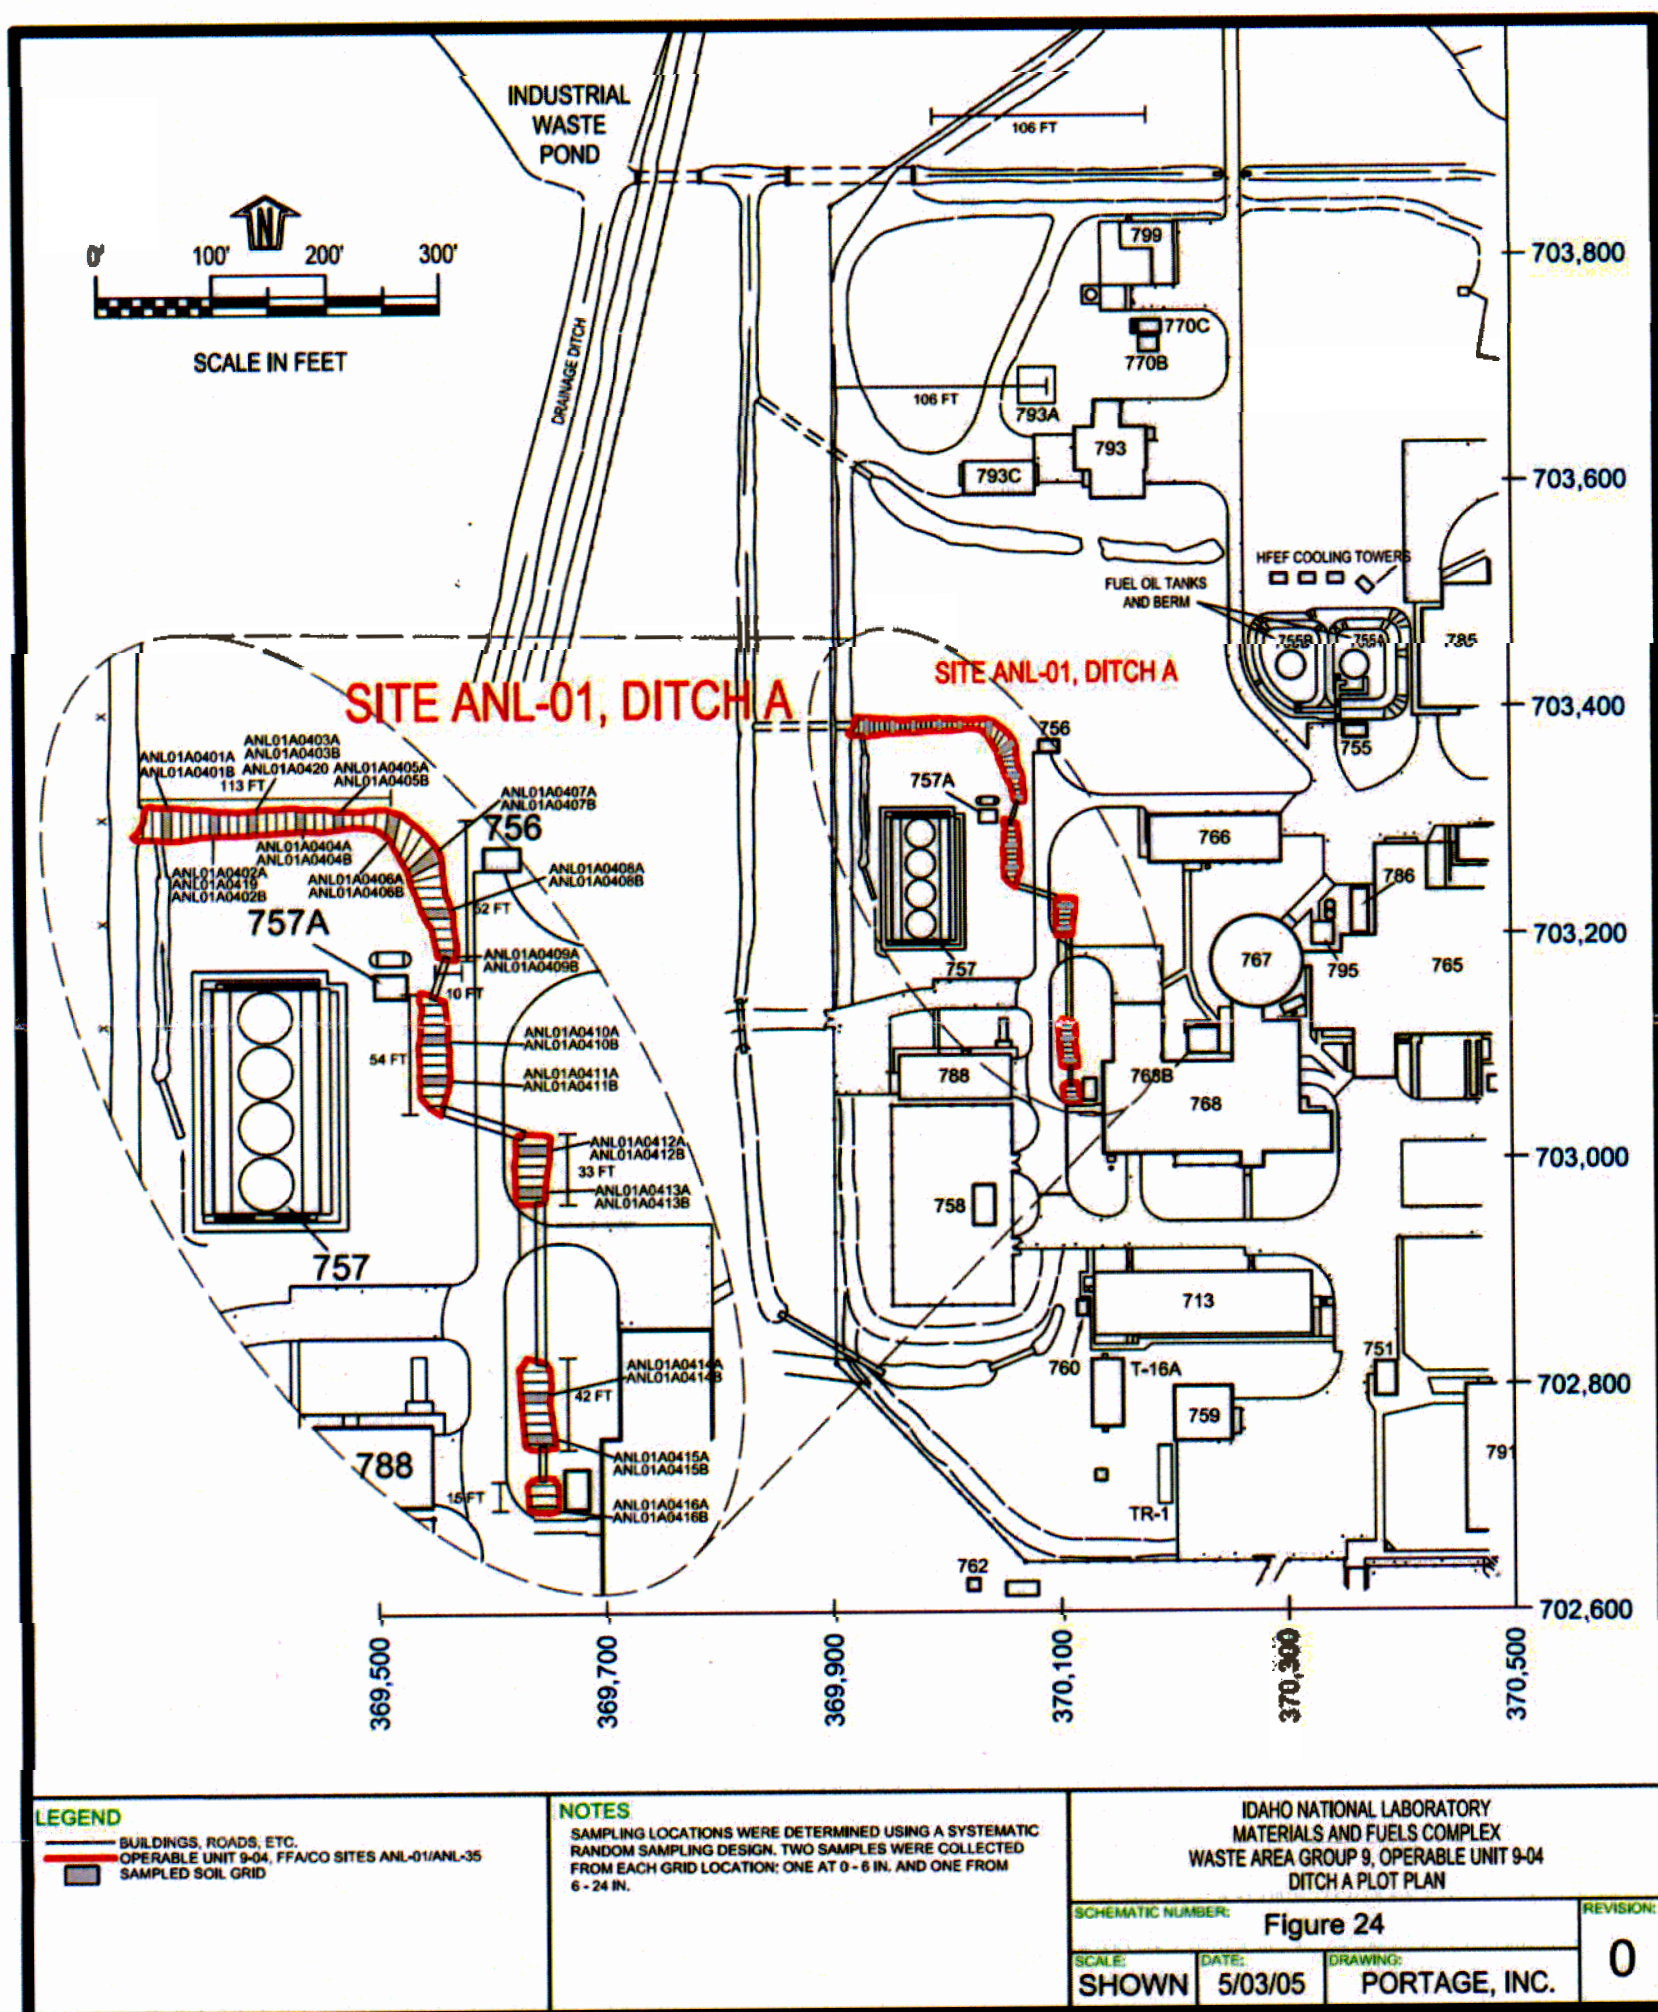 INDUSTRIAL
WASTE
POND
106 FT
N
100'
200'
300'
SCALE IN FEET
DRAINAGE DITCH
799
770C
770B
106 FT
793A
793
793C
703,800
703,600
HFEF COOLING TOWERS
FUEL OIL TANKS
AND BERM
755B
755A
785
755
703,400
SITE ANL-01, DITCH A
SITE ANL-01, DITCH A
756
757A
757
766
786
767
795
765
703,200
768B
768
788
758
703,000
713
760
T-16A
751
759
702,800
791
TR-1
762
702,600
ANL01A0401A
ANL01A0401B
ANL01A0403A
ANL01A0403B
ANL01A0420
ANL01A0405A
ANL01A0405B
113 FT
ANL01A0407A
ANL01A0407B
756
ANL01A0404A
ANL01A0404B
ANL01A0402A
ANL01A0419
ANL01A0402B
ANL01A0406A
ANL01A0406B
ANL01A0408A
ANL01A0408B
52 FT
757A
ANL01A0409A
ANL01A0409B
10 FT
ANL01A0410A
ANL01A0410B
54 FT
ANL01A0411A
ANL01A0411B
ANL01A0412A
ANL01A0412B
33 FT
ANL01A0413A
ANL01A0413B
757
ANL01A0414A
ANL01A0414B
42 FT
788
ANL01A0415A
ANL01A0415B
15 FT
ANL01A0416A
ANL01A0416B
369,500
369,700
369,900
370,100
370,300
370,500
LEGEND
BUILDINGS, ROADS, ETC.
OPERABLE UNIT 9-04, FFA/CO SITES ANL-01/ANL-35
SAMPLED SOIL GRID
NOTES
SAMPLING LOCATIONS WERE DETERMINED USING A SYSTEMATIC
RANDOM SAMPLING DESIGN. TWO SAMPLES WERE COLLECTED
FROM EACH GRID LOCATION; ONE AT 0 - 6 IN. AND ONE FROM
6 - 24 IN.
IDAHO NATIONAL LABORATORY
MATERIALS AND FUELS COMPLEX
WASTE AREA GROUP 9, OPERABLE UNIT 9-04
DITCH A PLOT PLAN
SCHEMATIC NUMBER:
Figure 24
REVISION:
0
SCALE:
SHOWN
DATE:
5/03/05
DRAWING:
PORTAGE, INC.